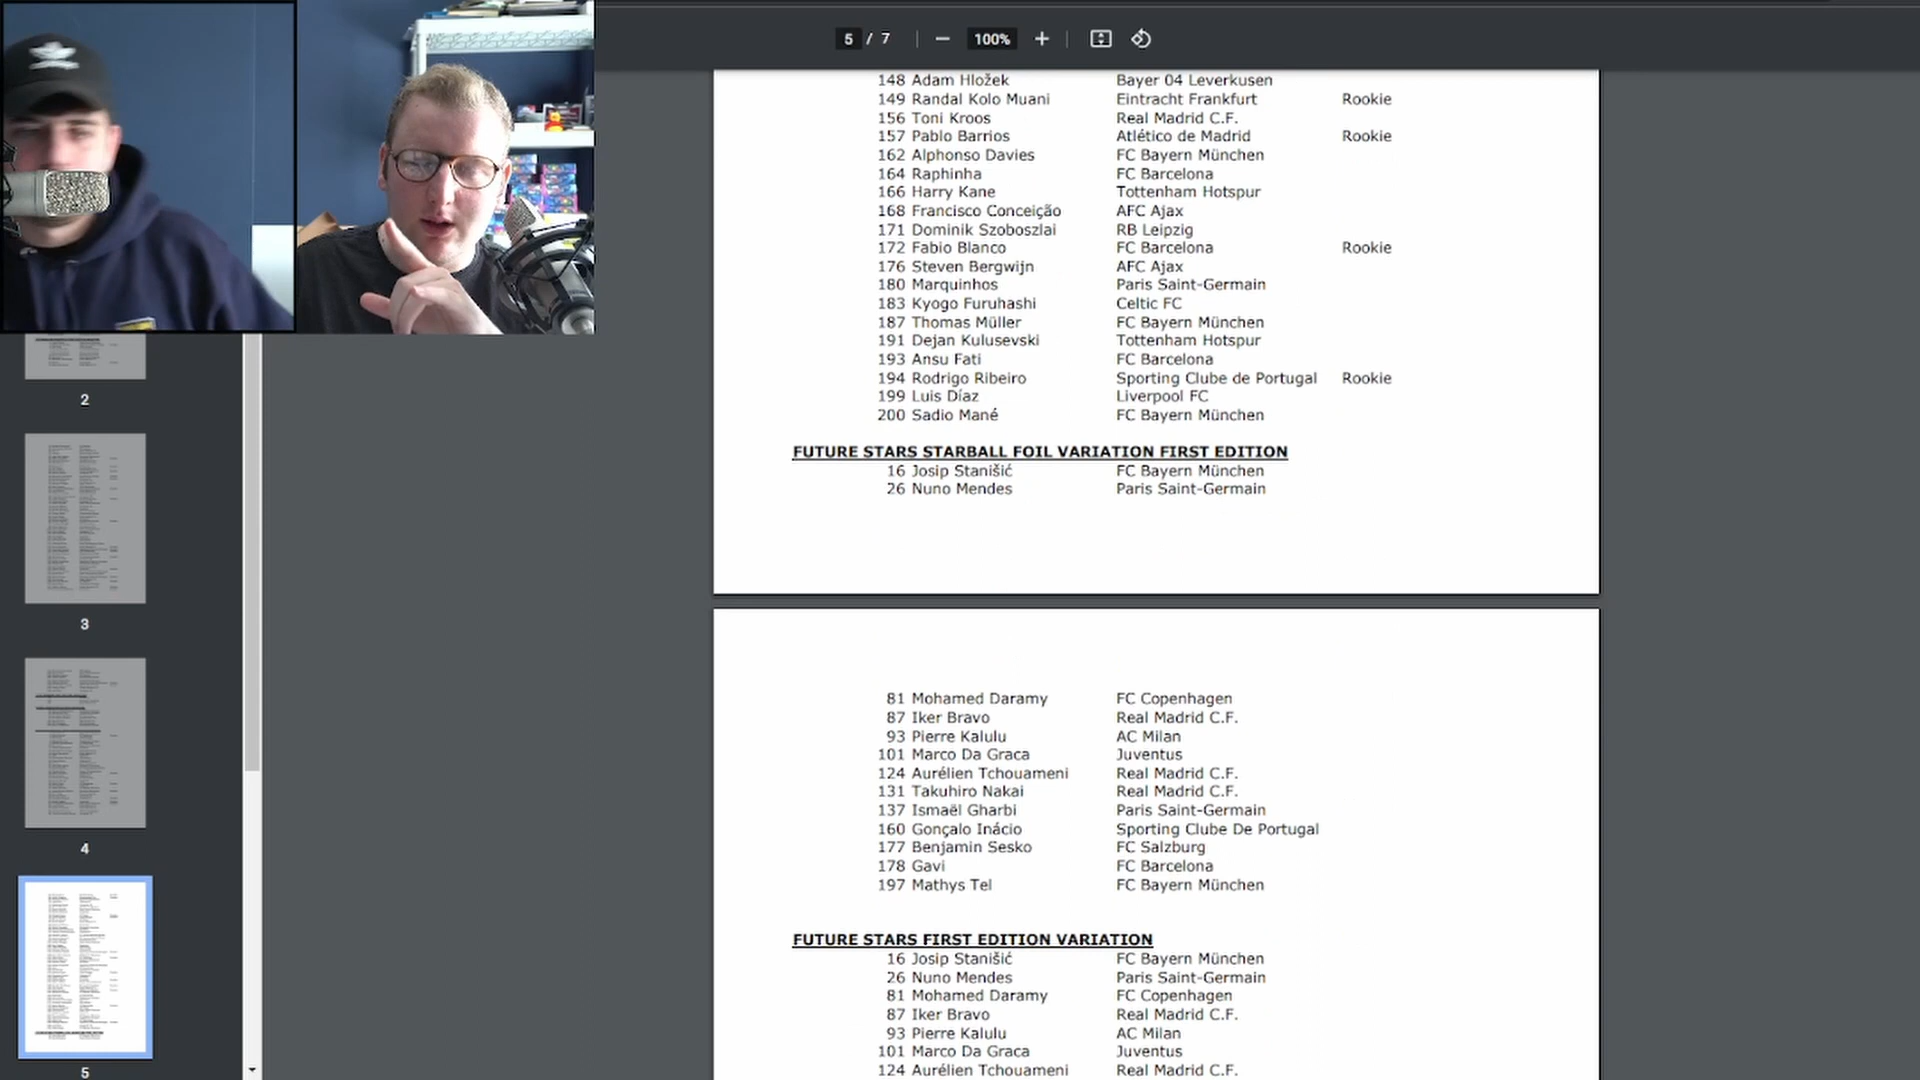 5 / 7
100%
148 Adam Hložek Bayer 04 Leverkusen
149 Randal Kolo Muani Eintracht Frankfurt Rookie
156 Toni Kroos Real Madrid C.F.
157 Pablo Barrios Atlético de Madrid Rookie
162 Alphonso Davies FC Bayern München
164 Raphinha FC Barcelona
166 Harry Kane Tottenham Hotspur
168 Francisco Conceição AFC Ajax
171 Dominik Szoboszlai RB Leipzig
172 Fabio Blanco FC Barcelona Rookie
176 Steven Bergwijn AFC Ajax
180 Marquinhos Paris Saint-Germain
183 Kyogo Furuhashi Celtic FC
187 Thomas Müller FC Bayern München
191 Dejan Kulusevski Tottenham Hotspur
193 Ansu Fati FC Barcelona
194 Rodrigo Ribeiro Sporting Clube de Portugal Rookie
199 Luis Díaz Liverpool FC
200 Sadio Mané FC Bayern München
FUTURE STARS STARBALL FOIL VARIATION FIRST EDITION
16 Josip Stanišić FC Bayern München
26 Nuno Mendes Paris Saint-Germain
81 Mohamed Daramy FC Copenhagen
87 Iker Bravo Real Madrid C.F.
93 Pierre Kalulu AC Milan
101 Marco Da Graca Juventus
124 Aurélien Tchouameni Real Madrid C.F.
131 Takuhiro Nakai Real Madrid C.F.
137 Ismaël Gharbi Paris Saint-Germain
160 Gonçalo Inácio Sporting Clube De Portugal
177 Benjamin Sesko FC Salzburg
178 Gavi FC Barcelona
197 Mathys Tel FC Bayern München
FUTURE STARS FIRST EDITION VARIATION
16 Josip Stanišić FC Bayern München
26 Nuno Mendes Paris Saint-Germain
81 Mohamed Daramy FC Copenhagen
87 Iker Bravo Real Madrid C.F.
93 Pierre Kalulu AC Milan
101 Marco Da Graca Juventus
124 Aurélien Tchouameni Real Madrid C.F.
2
3
4
5